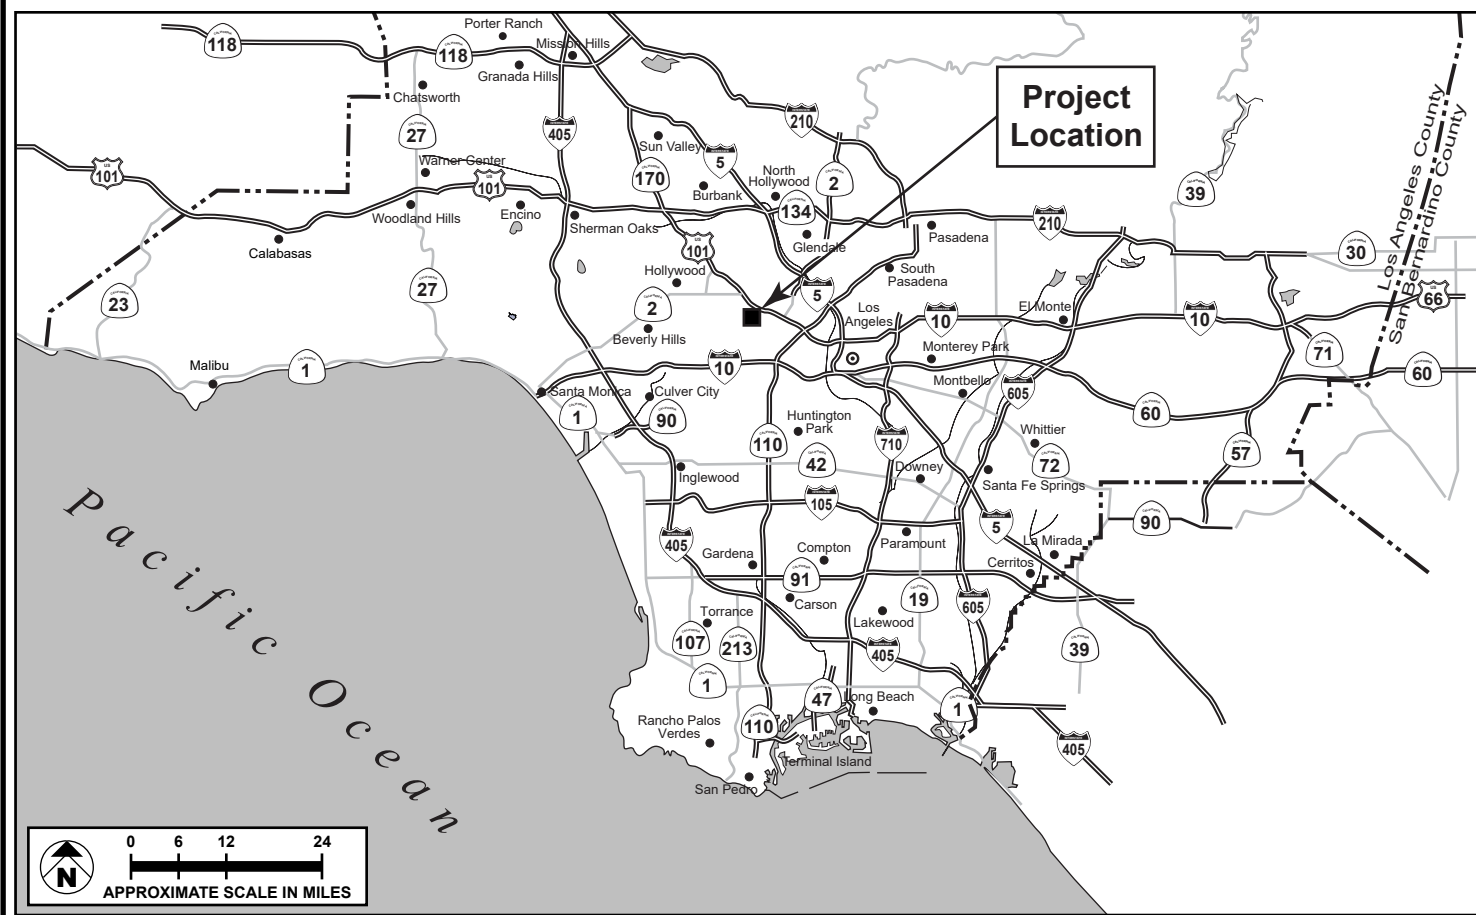 Porter Ranch
118
Mission Hills
118
Granada Hills
Chatsworth
Project
Location
210
27
405
Sun Valley
5
Los Angeles County
San Bernardino County
Warner Center
US
101
US
101
170
North
Hollywood
2
39
Burbank
134
Woodland Hills
Encino
Sherman Oaks
210
Pasadena
Calabasas
US
101
Glendale
30
Hollywood
South
Pasadena
27
23
2
5
US
66
El Monte
Los
Angeles
10
10
Beverly Hills
Monterey Park
71
Malibu
1
10
60
Montbello
605
Santa Monica
Culver City
1
90
Huntington
Park
60
110
710
Whittier
42
72
57
Inglewood
Downey
Santa Fe Springs
105
5
90
405
Paramount
La Mirada
Gardena
Compton
Cerritos
91
Carson
19
605
Torrance
Lakewood
107
213
405
39
1
47
Long Beach
1
Rancho Palos
Verdes
110
405
Terminal Island
San Pedro
Pacific Ocean
0 6 12 24
N
APPROXIMATE SCALE IN MILES